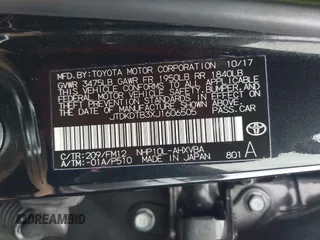 MFD. BY: TOYOTA MOTOR CORPORATION 10/17
GVWR 3475LB GAWR FR 1950LB RR 1840LB
THIS VEHICLE CONFORMS TO ALL APPLICABLE
FEDERAL MOTOR VEHICLE SAFETY, BUMPER, AND
THEFT PREVENTION STANDARDS IN EFFECT ON
THE DATE OF MANUFACTURE SHOWN ABOVE.
JTDKDTB3XJ1606505 PASS. CAR
TOYOTA
C/TR: 209/FM12 NHP10L-AHXVBA
A/TM: -01A/P510 MADE IN JAPAN 801 A
©DREAMBID